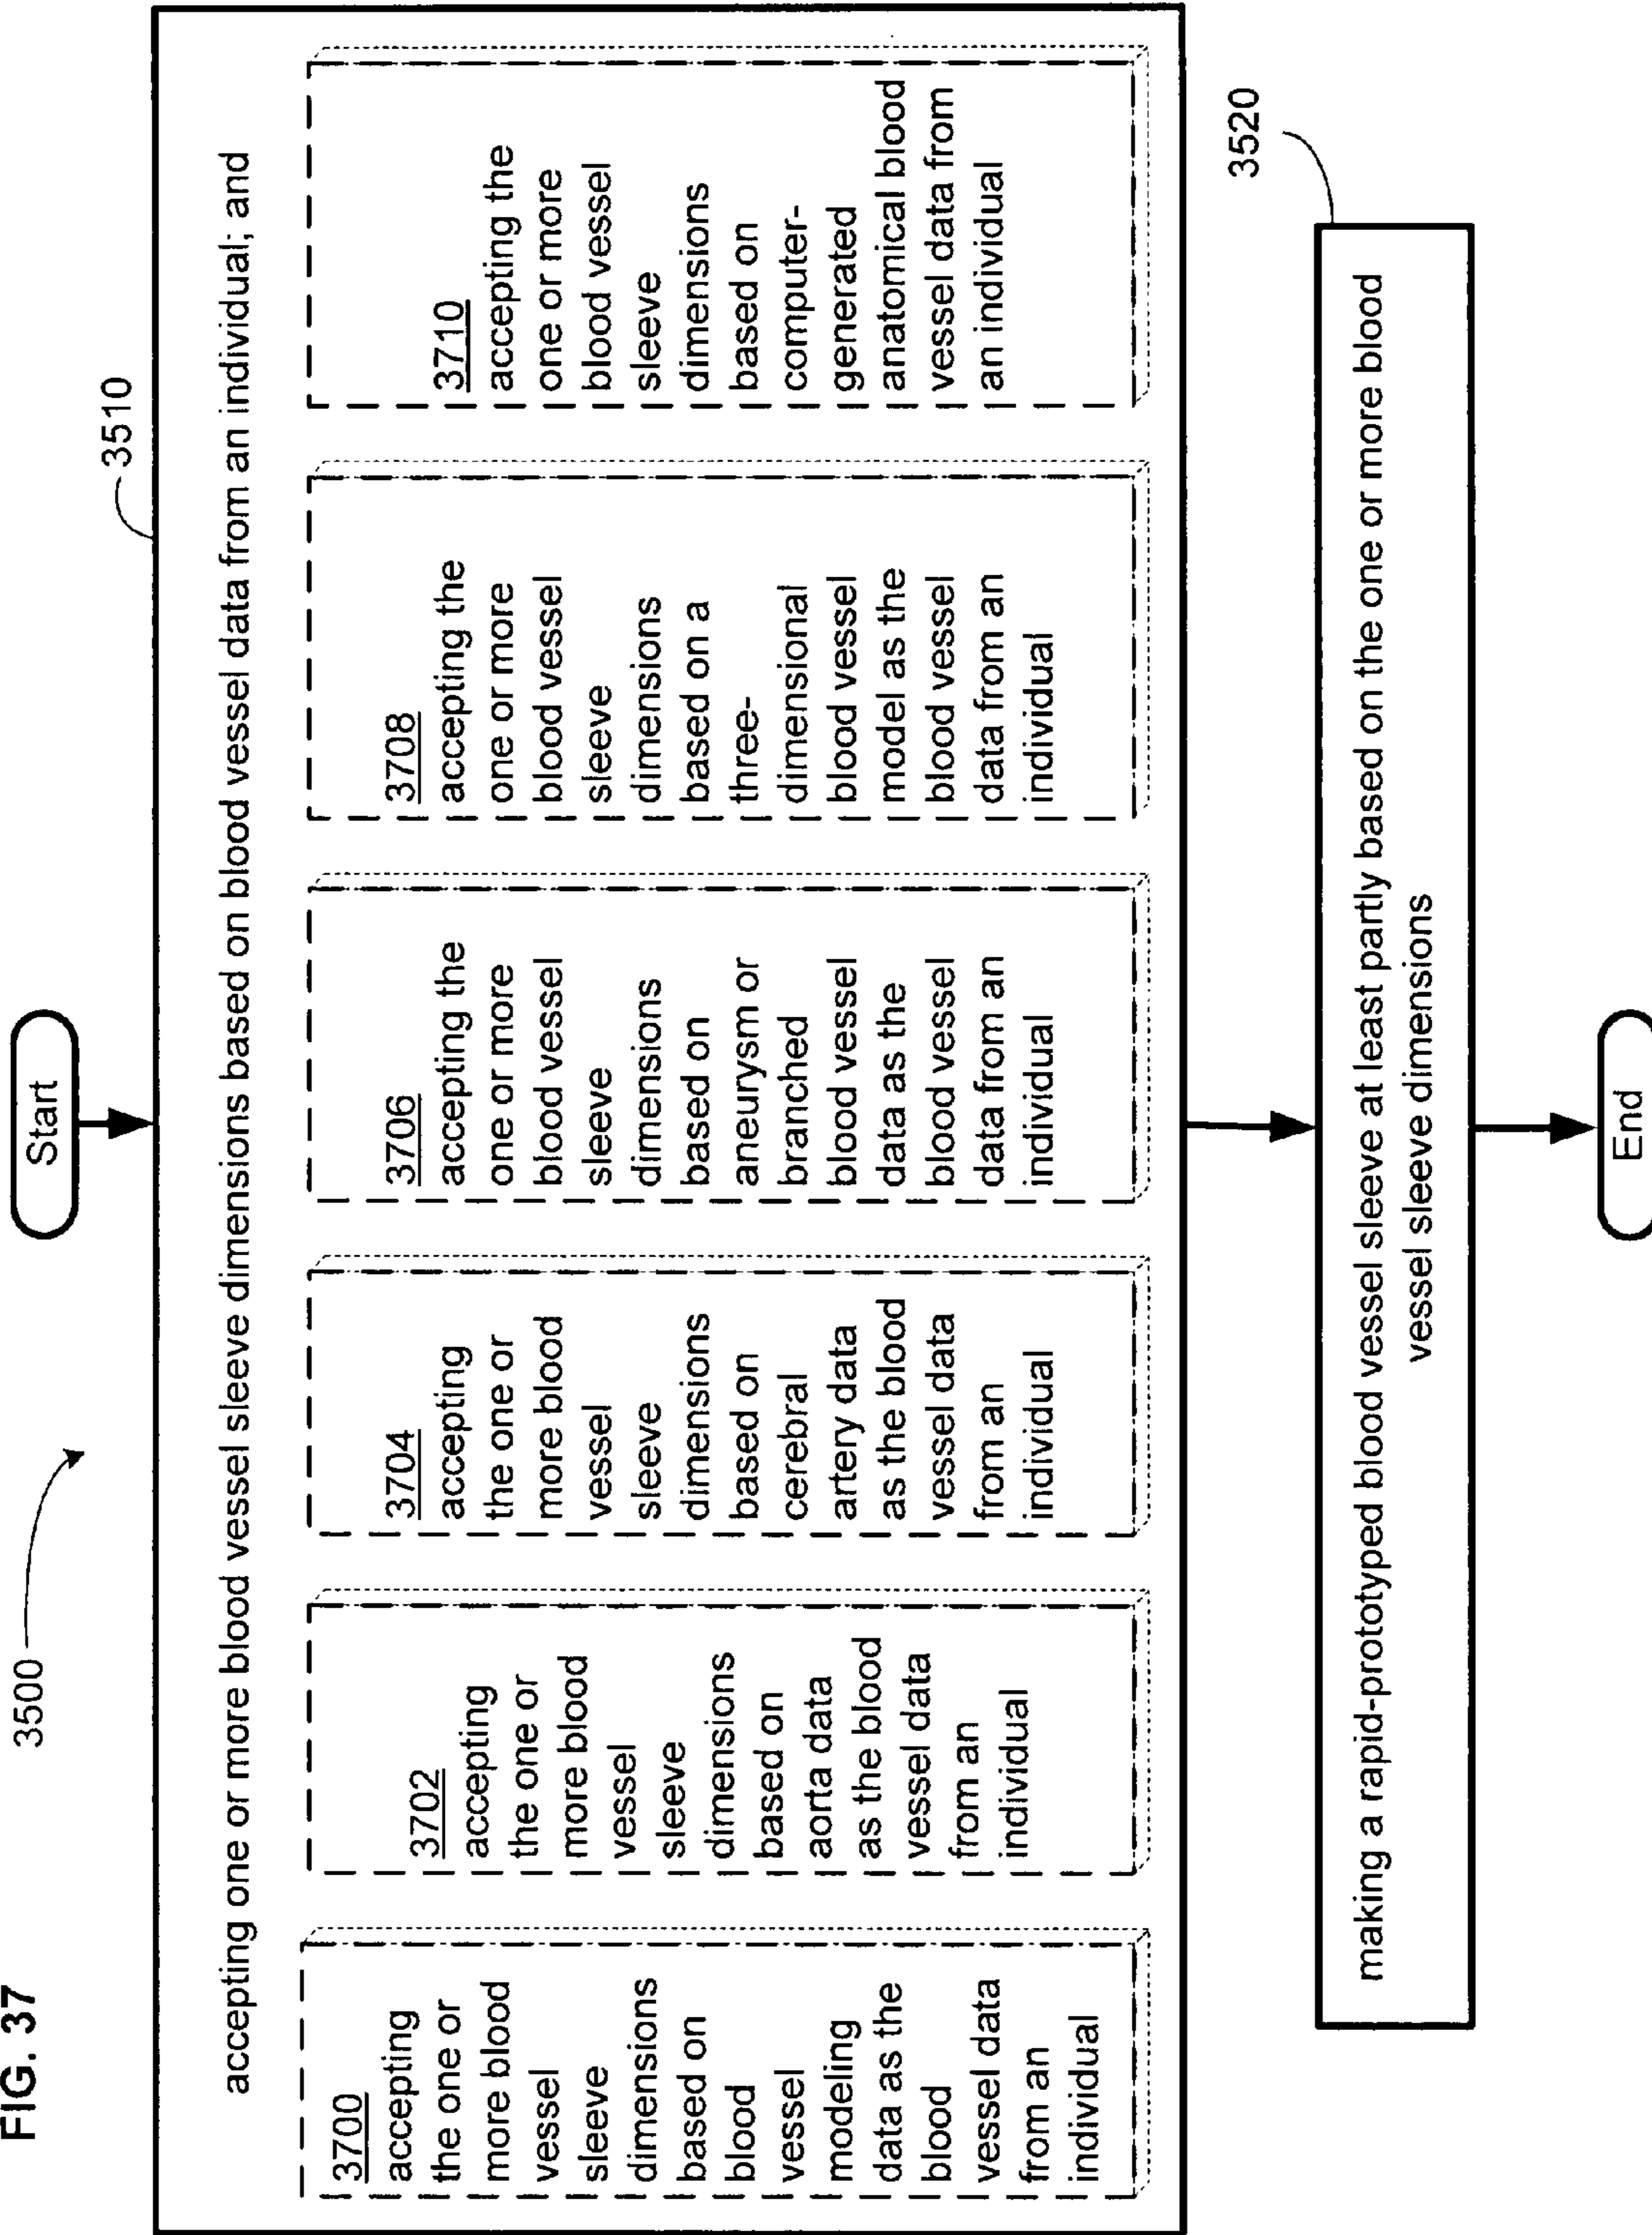 FIG. 37
3500
Start
3510
accepting one or more blood vessel sleeve dimensions based on blood vessel data from an individual; and
3700
accepting
the one or
more blood
vessel
sleeve
dimensions
based on
blood
vessel
modeling
data as the
blood
vessel data
from an
individual
3702
accepting
the one or
more blood
vessel
sleeve
dimensions
based on
aorta data
as the blood
vessel data
from an
individual
3704
accepting
the one or
more blood
vessel
sleeve
dimensions
based on
cerebral
artery data
as the blood
vessel data
from an
individual
3706
accepting the
one or more
blood vessel
sleeve
dimensions
based on
aneurysm or
branched
blood vessel
data as the
blood vessel
data from an
individual
3708
accepting the
one or more
blood vessel
sleeve
dimensions
based on a
three-
dimensional
blood vessel
model as the
blood vessel
data from an
individual
3710
accepting the
one or more
blood vessel
sleeve
dimensions
based on
computer-
generated
anatomical blood
vessel data from
an individual
3520
making a rapid-prototyped blood vessel sleeve at least partly based on the one or more blood
vessel sleeve dimensions
End